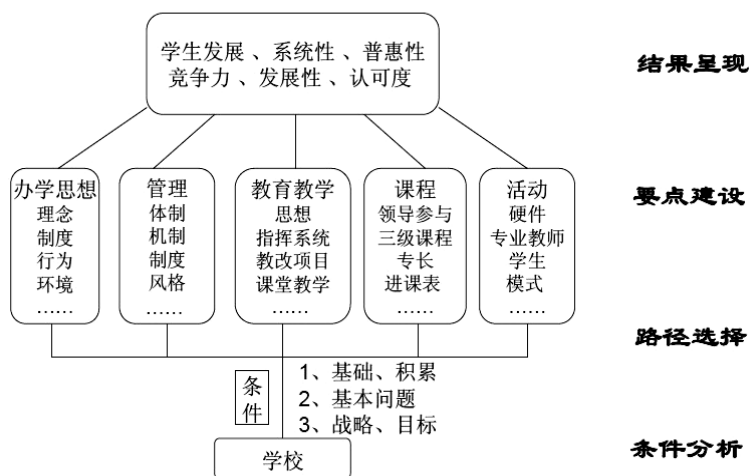 学生发展 、系统性 、普惠性
竞争力 、发展性 、认可度
结果呈现
办学思想
理念
制度
行为
环境
……
管理
体制
机制
制度
风格
……
教育教学
思想
指挥系统
教改项目
课堂教学
……
课程
领导参与
三级课程
专长
进课表
……
活动
硬件
专业教师
学生
模式
……
要点建设
路径选择
条件
1、基础、积累
2、基本问题
3、战略、目标
学校
条件分析